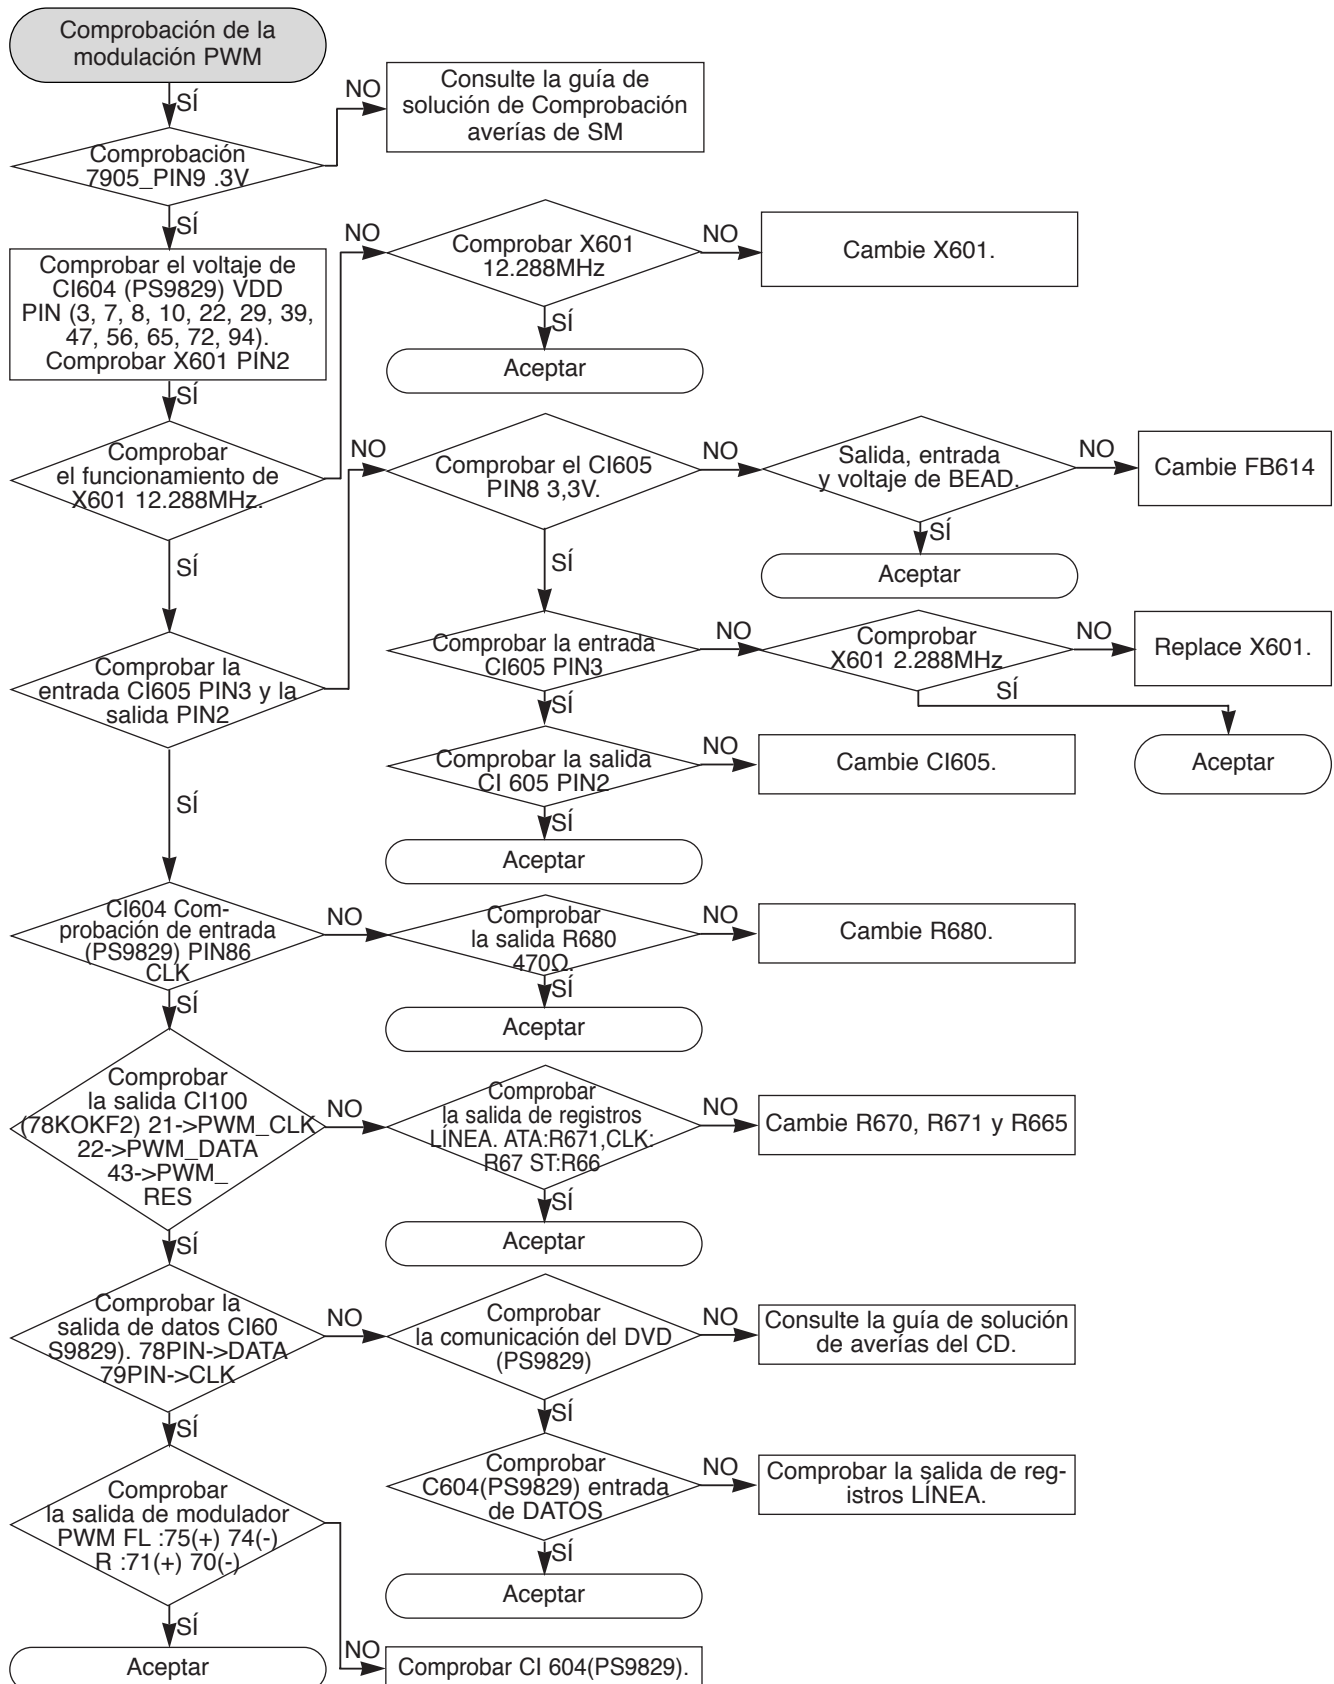 Comprobación de la
modulación PWM
SÍ
NO
Consulte la guía de
solución de Comprobación
averías de SM
Comprobación
7905_PIN9 .3V
SÍ
Comprobar el voltaje de
CI604 (PS9829) VDD
PIN (3, 7, 8, 10, 22, 29, 39,
47, 56, 65, 72, 94).
Comprobar X601 PIN2
NO
Comprobar X601
12.288MHz
NO
Cambie X601.
SÍ
Aceptar
SÍ
Comprobar
el funcionamiento de
X601 12.288MHz.
NO
Comprobar el CI605
PIN8 3,3V.
NO
Salida, entrada
y voltaje de BEAD.
NO
Cambie FB614
SÍ
Aceptar
SÍ
SÍ
Comprobar la
entrada CI605 PIN3 y la
salida PIN2
Comprobar la entrada
CI605 PIN3
NO
Comprobar
X601 2.288MHz
NO
Replace X601.
SÍ
Aceptar
SÍ
Comprobar la salida
CI 605 PIN2
NO
Cambie CI605.
SÍ
Aceptar
SÍ
CI604 Com-
probación de entrada
(PS9829) PIN86
CLK
NO
Comprobar
la salida R680
470Ω.
NO
Cambie R680.
SÍ
Aceptar
SÍ
Comprobar
la salida CI100
(78KOKF2) 21->PWM_CLK
22->PWM_DATA
43->PWM_
RES
NO
Comprobar
la salida de registros
LÍNEA. ATA:R671,CLK:
R67 ST:R66
NO
Cambie R670, R671 y R665
SÍ
Aceptar
SÍ
Comprobar la
salida de datos CI60
S9829). 78PIN->DATA
79PIN->CLK
NO
Comprobar
la comunicación del DVD
(PS9829)
NO
Consulte la guía de solución
de averías del CD.
SÍ
SÍ
Comprobar
C604(PS9829) entrada
de DATOS
NO
Comprobar la salida de reg-
istros LÍNEA.
SÍ
Aceptar
Comprobar
la salida de modulador
PWM FL :75(+) 74(-)
R :71(+) 70(-)
SÍ
Aceptar
NO
Comprobar CI 604(PS9829).